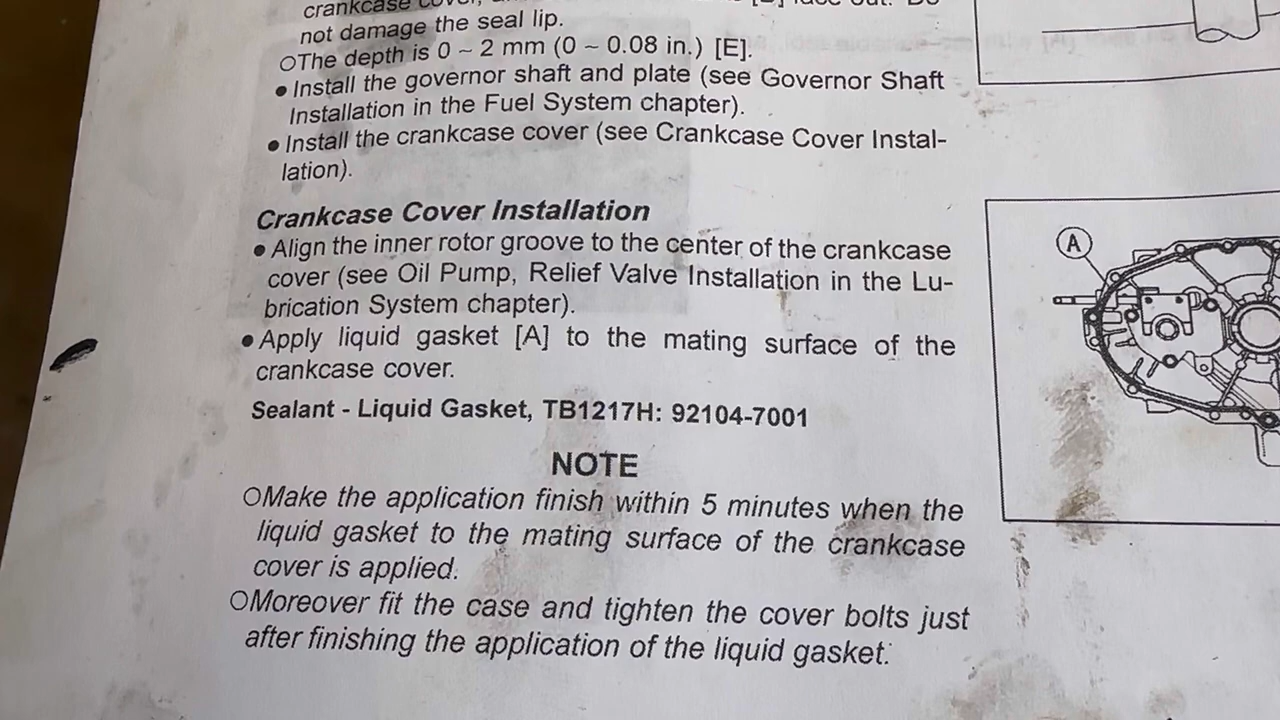 crankcase cover,
not damage the seal lip.
○The depth is 0 ~ 2 mm (0 ~ 0.08 in.) [E].
● Install the governor shaft and plate (see Governor Shaft
Installation in the Fuel System chapter).
● Install the crankcase cover (see Crankcase Cover Instal-
lation).
Crankcase Cover Installation
● Align the inner rotor groove to the center of the crankcase
cover (see Oil Pump, Relief Valve Installation in the Lu-
brication System chapter).
● Apply liquid gasket [A] to the mating surface of the
crankcase cover.
Sealant - Liquid Gasket, TB1217H: 92104-7001
NOTE
○Make the application finish within 5 minutes when the
liquid gasket to the mating surface of the crankcase
cover is applied.
○Moreover fit the case and tighten the cover bolts just
after finishing the application of the liquid gasket.
A